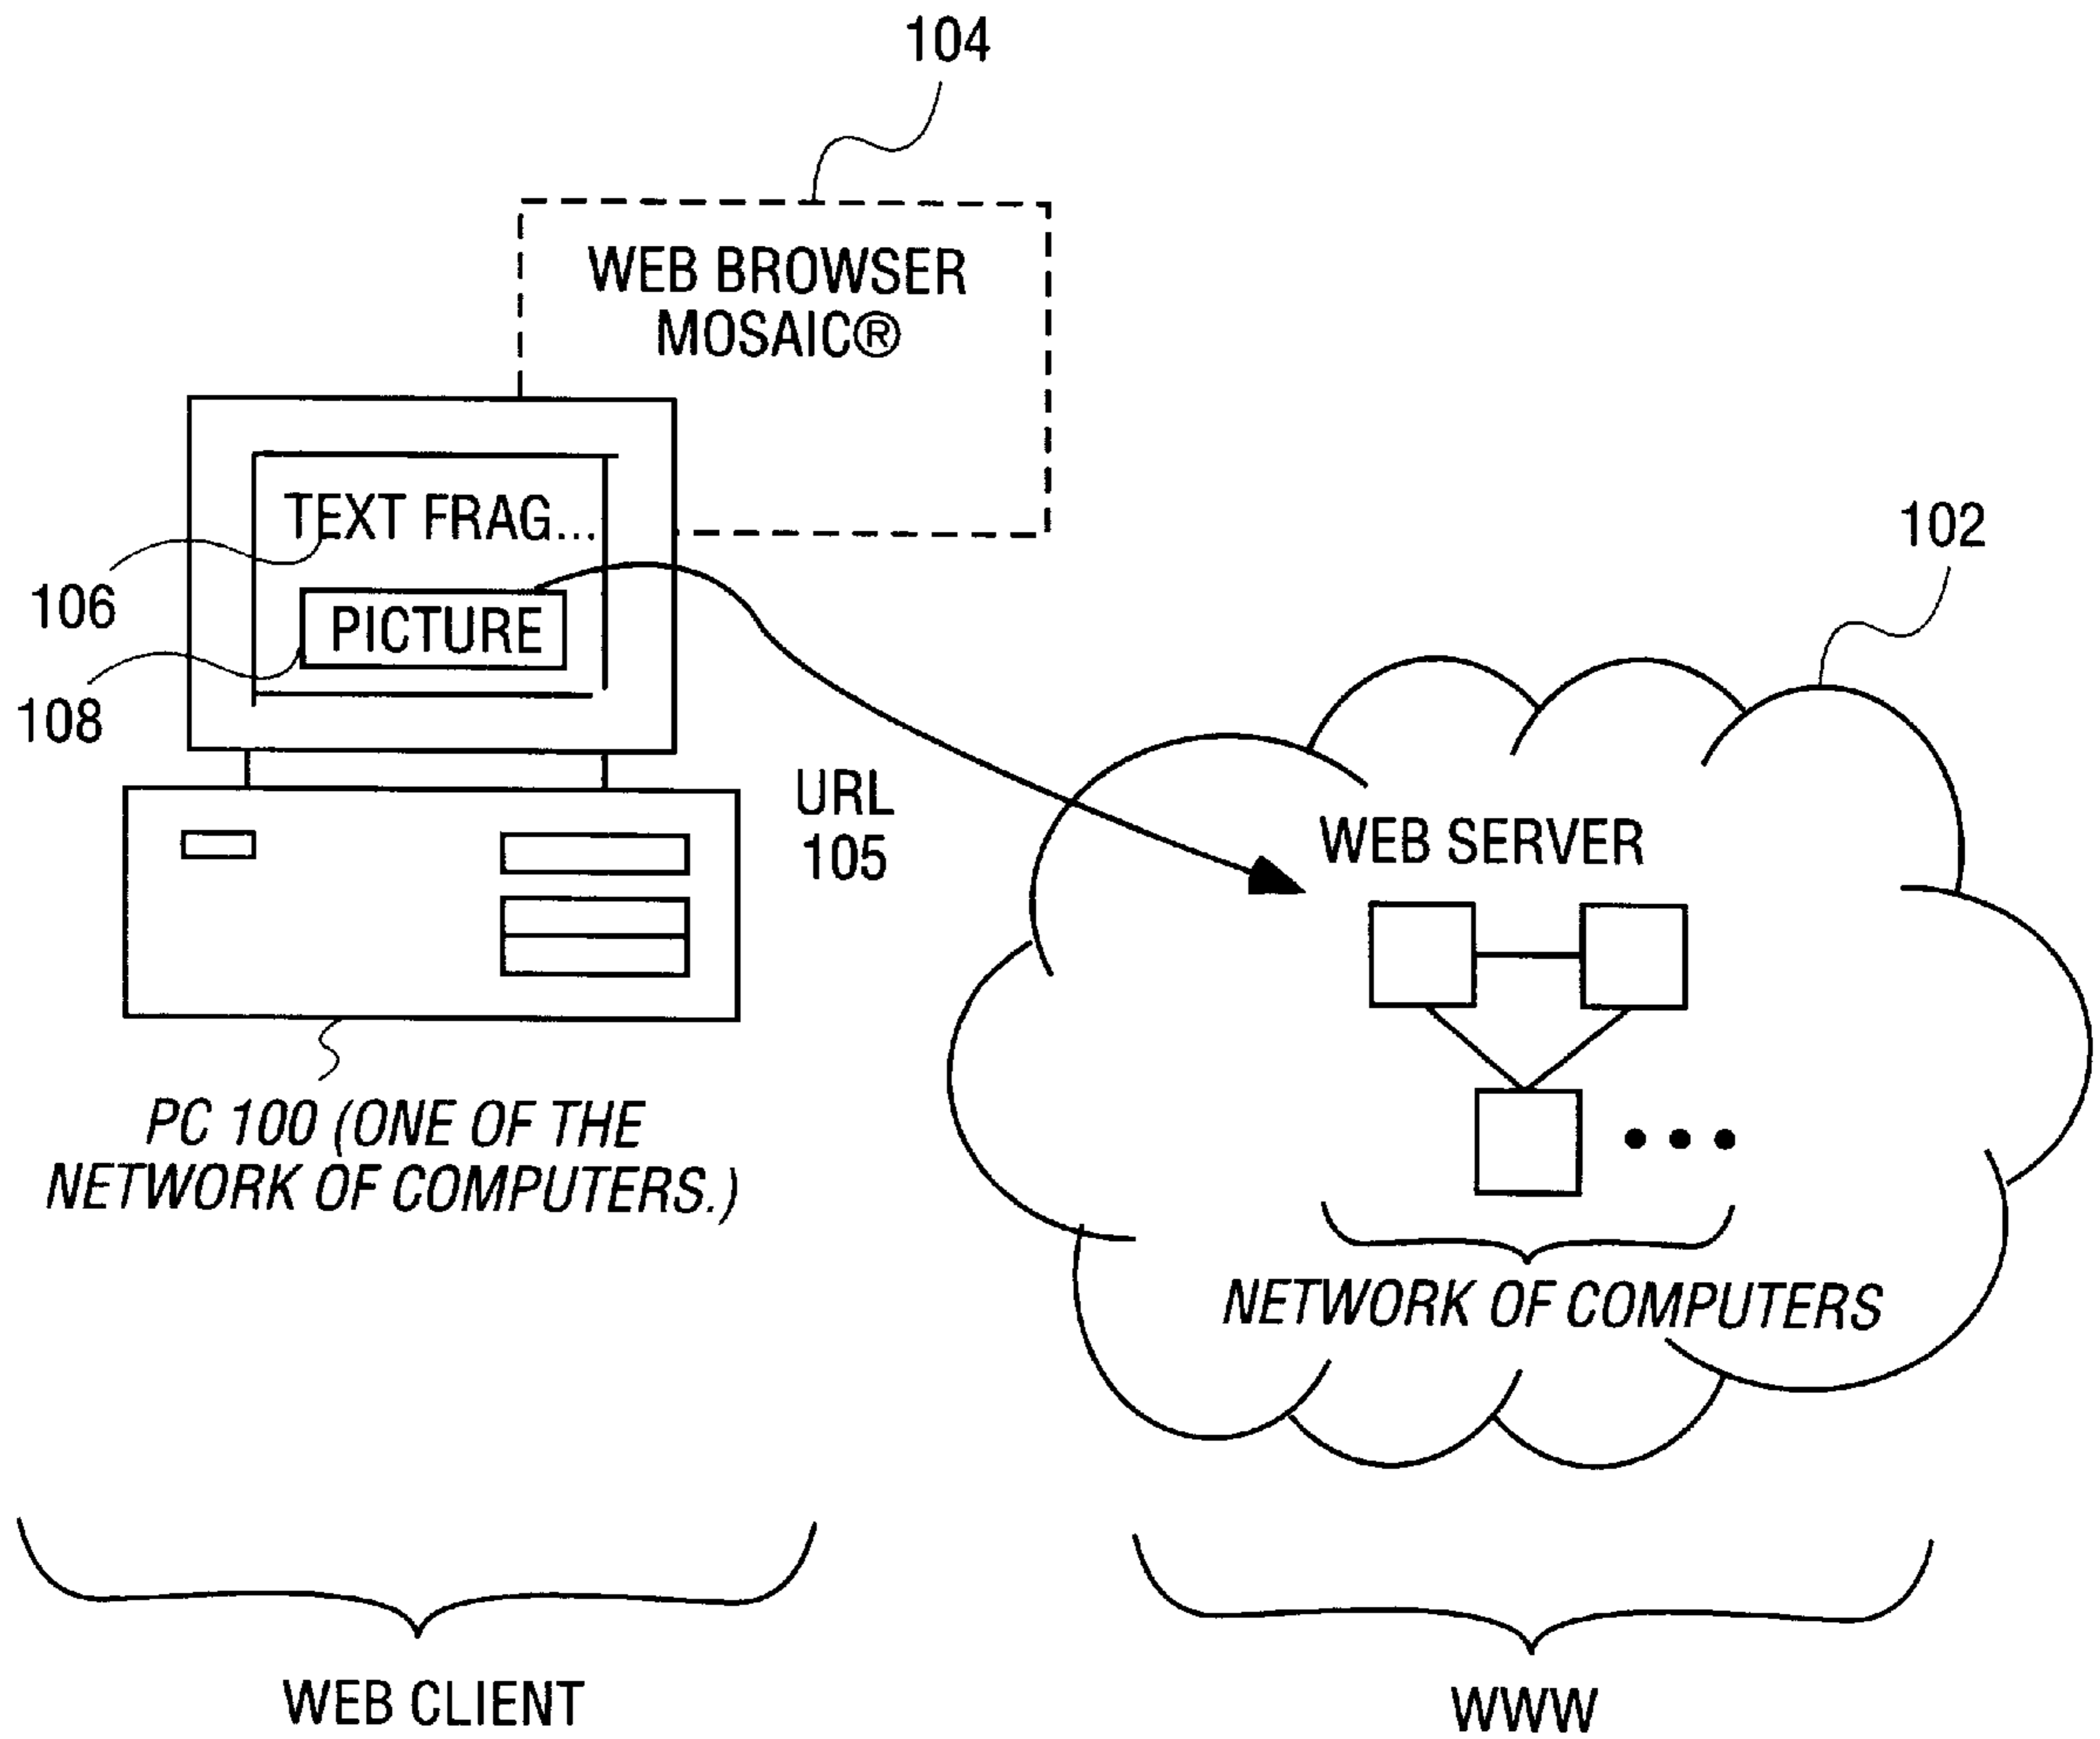 104
WEB BROWSER
MOSAIC®
TEXT FRAG...
102
106
PICTURE
108
URL
105
WEB SERVER
PC 100 (ONE OF THE
NETWORK OF COMPUTERS.)
NETWORK OF COMPUTERS
WEB CLIENT
WWW